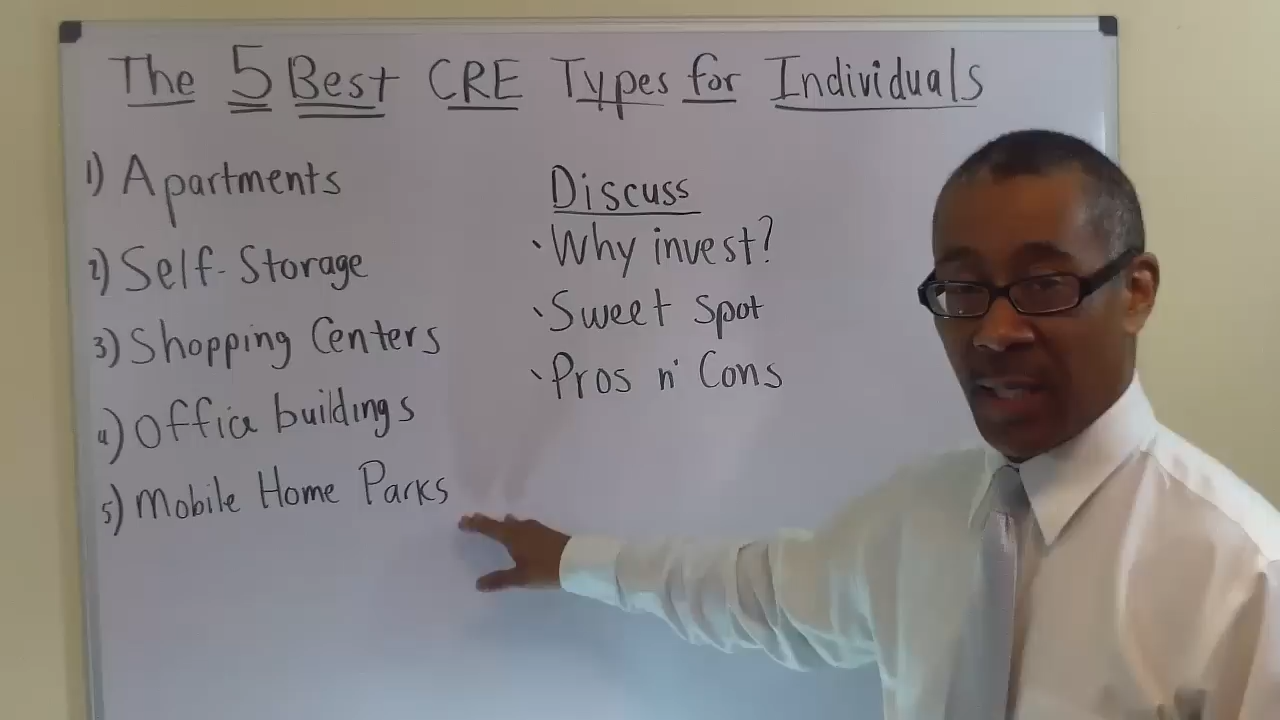 The 5 Best CRE Types for Individuals
1) Apartments
2) Self-Storage
3) Shopping Centers
4) Office buildings
5) Mobile Home Parks
Discuss
· Why invest?
· Sweet Spot
· Pros n' Cons